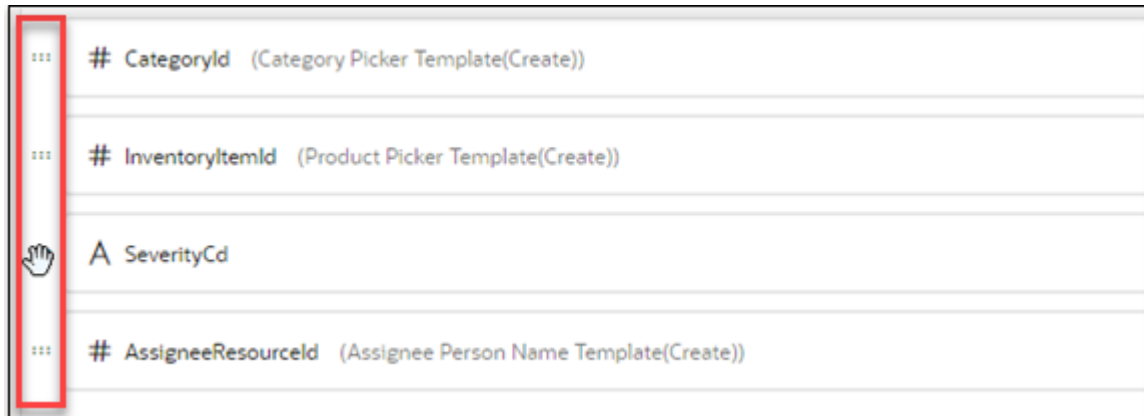 # CategoryId (Category Picker Template(Create))
# InventoryItemId (Product Picker Template(Create))
A SeverityCd
# AssigneeResourceId (Assignee Person Name Template(Create))